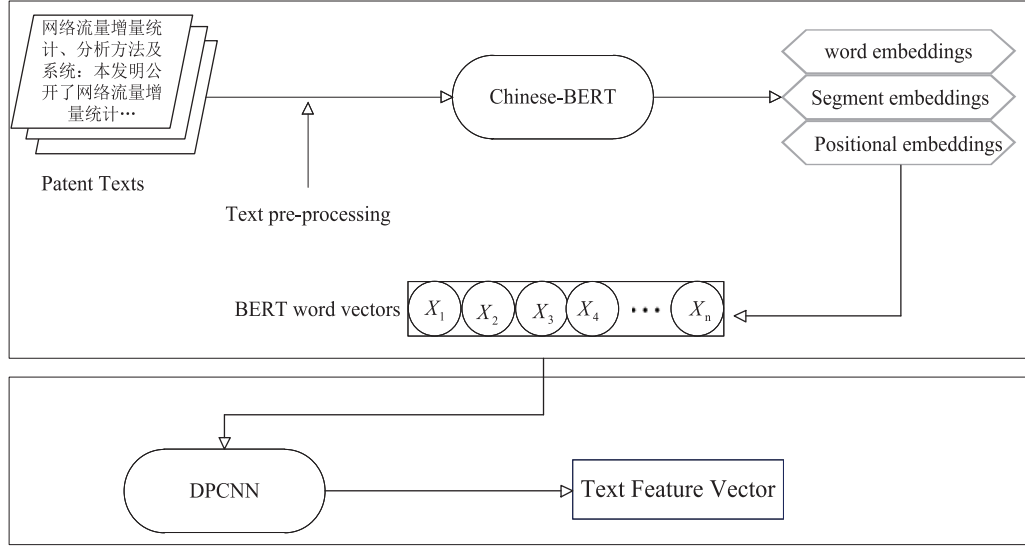 网络流量增量统
计、分析方法及
系统：本发明公
开了网络流量增
量统计…
Patent Texts
Text pre-processing
Chinese-BERT
word embeddings
Segment embeddings
Positional embeddings
BERT word vectors
X1 X2 X3 X4 ··· Xn
DPCNN
Text Feature Vector